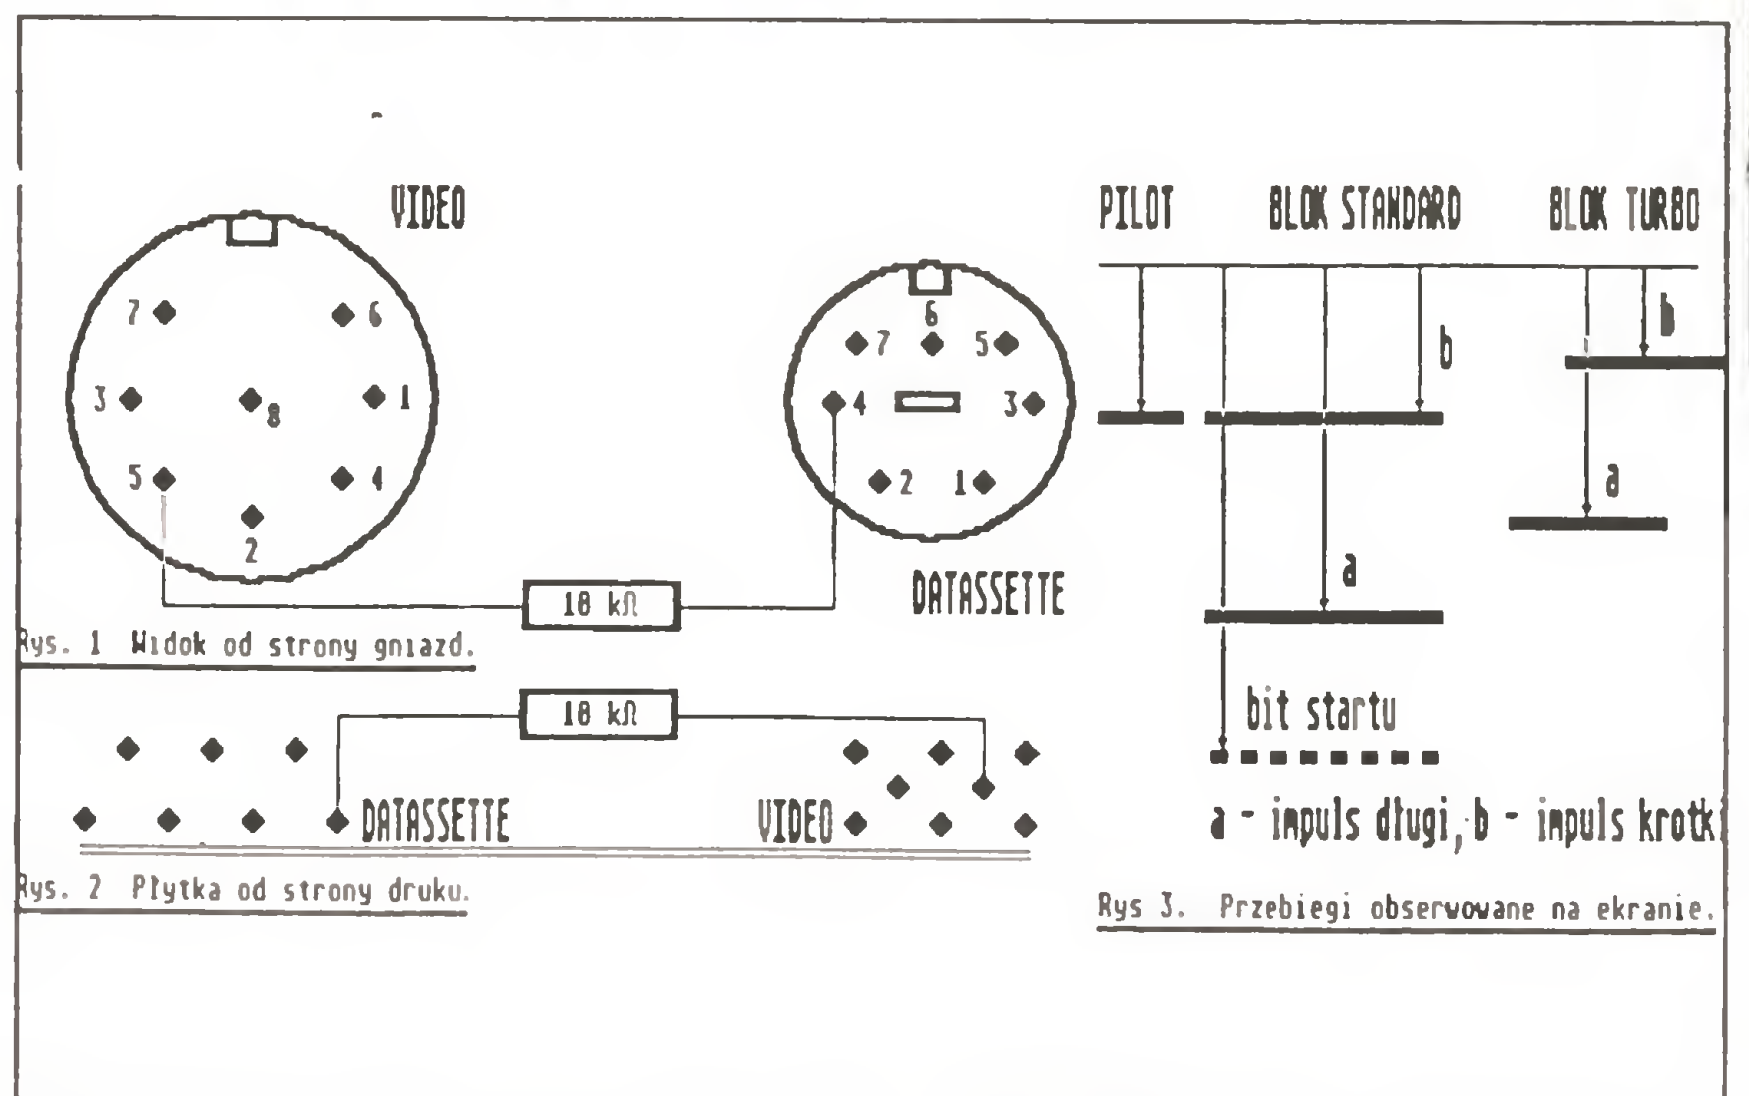 VIDEO
7
6
3
8
1
5
4
2
18 kΩ
6
7
5
4
3
2
1
DATASSETTE
Rys. 1 Widok od strony gniazd.
18 kΩ
DATASSETTE
VIDEO
Rys. 2 Płytka od strony druku.
PILOT
BLOK STANDARD
BLOK TURBO
b
b
a
a
bit startu
a - impuls długi, b - impuls krotki
Rys 3. Przebiegi obserwowane na ekranie.